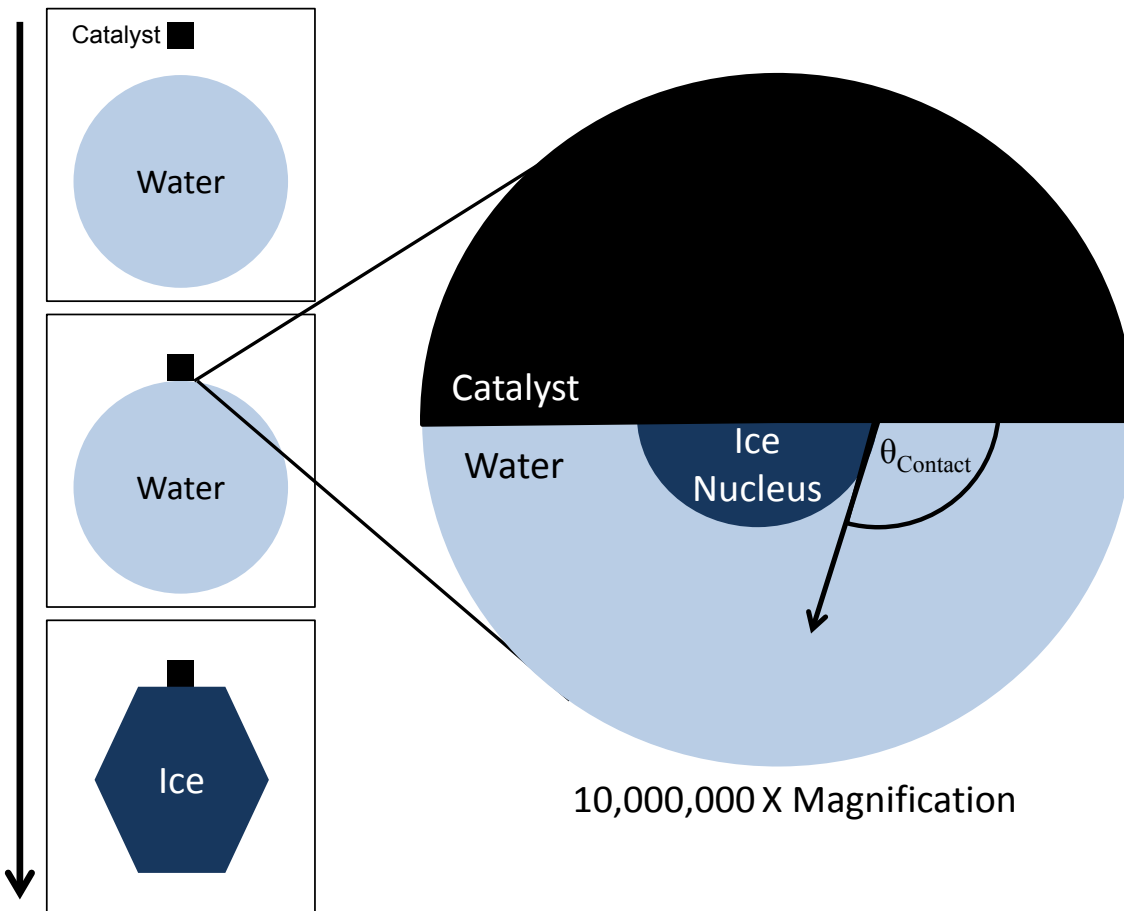 Catalyst
Water
Water
Ice
Catalyst
Water
Ice
Nucleus
θContact
10,000,000 X Magnification